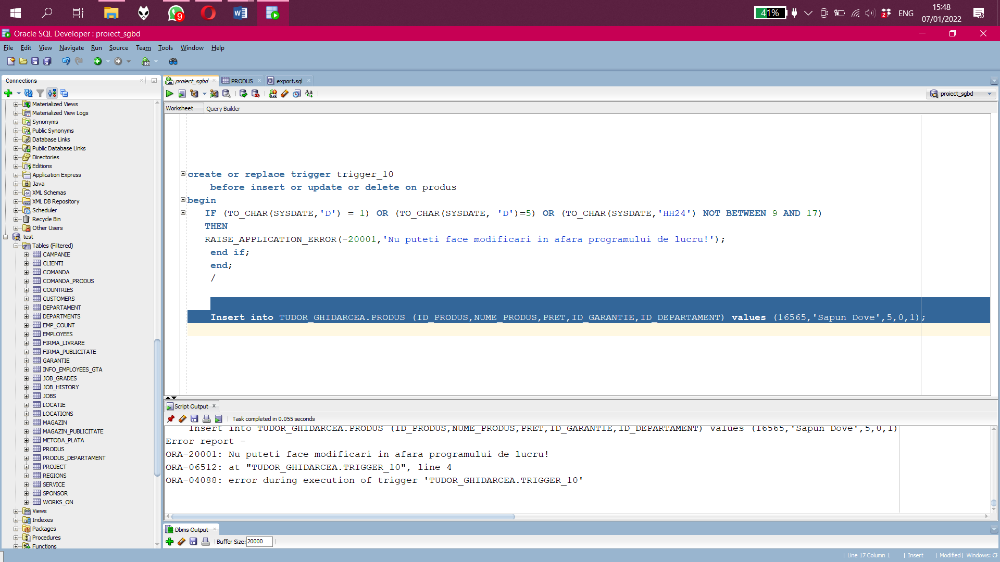 41%
9
2
ENG
15:48
07/01/2022
Oracle SQL Developer : proiect_sgbd
File Edit View Navigate Run Source Team Tools Window Help
Connections
proiect_sgbd
PRODUS
export.sql
proiect_sgbd
Worksheet
Query Builder
Materialized Views
Materialized View Logs
Synonyms
Public Synonyms
Database Links
Public Database Links
Directories
Editions
Application Express
Java
XML Schemas
XML DB Repository
Scheduler
Recycle Bin
Other Users
test
Tables (Filtered)
CAMPANIE
CLIENTI
COMANDA
COMANDA_PRODUS
COUNTRIES
CUSTOMERS
DEPARTAMENT
DEPARTMENTS
EMP_COUNT
EMPLOYEES
FIRMA_LIVRARE
FIRMA_PUBLICITATE
GARANTIE
INFO_EMPLOYEES_GTA
JOB_GRADES
JOB_HISTORY
JOBS
LOCATIE
LOCATIONS
MAGAZIN
MAGAZIN_PUBLICITATE
METODA_PLATA
PRODUS
PRODUS_DEPARTAMENT
PROJECT
REGIONS
SERVICE
SPONSOR
WORKS_ON
Views
Indexes
Packages
Procedures
Functions
create or replace trigger trigger_10
before insert or update or delete on produs
begin
IF (TO_CHAR(SYSDATE,'D') = 1) OR (TO_CHAR(SYSDATE, 'D')=5) OR (TO_CHAR(SYSDATE,'HH24') NOT BETWEEN 9 AND 17)
THEN
RAISE_APPLICATION_ERROR(-20001,'Nu puteti face modificari in afara programului de lucru!');
end if;
end;
/
Insert into TUDOR_GHIDARCEA.PRODUS (ID_PRODUS,NUME_PRODUS,PRET,ID_GARANTIE,ID_DEPARTAMENT) values (16565,'Sapun Dove',5,0,1);
Script Output
Task completed in 0.055 seconds
Insert into TUDOR_GHIDARCEA.PRODUS (ID_PRODUS,NUME_PRODUS,PRET,ID_GARANTIE,ID_DEPARTAMENT) values (16565,'Sapun Dove',5,0,1)
Error report -
ORA-20001: Nu puteti face modificari in afara programului de lucru!
ORA-06512: at "TUDOR_GHIDARCEA.TRIGGER_10", line 4
ORA-04088: error during execution of trigger 'TUDOR_GHIDARCEA.TRIGGER_10'
Dbms Output
Buffer Size: 20000
Line 17 Column 1 Insert Modified Windows: